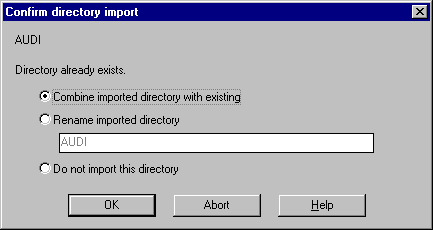 Confirm directory import
AUDI
Directory already exists.
Combine imported directory with existing
Rename imported directory
AUDI
Do not import this directory
OK Abort Help